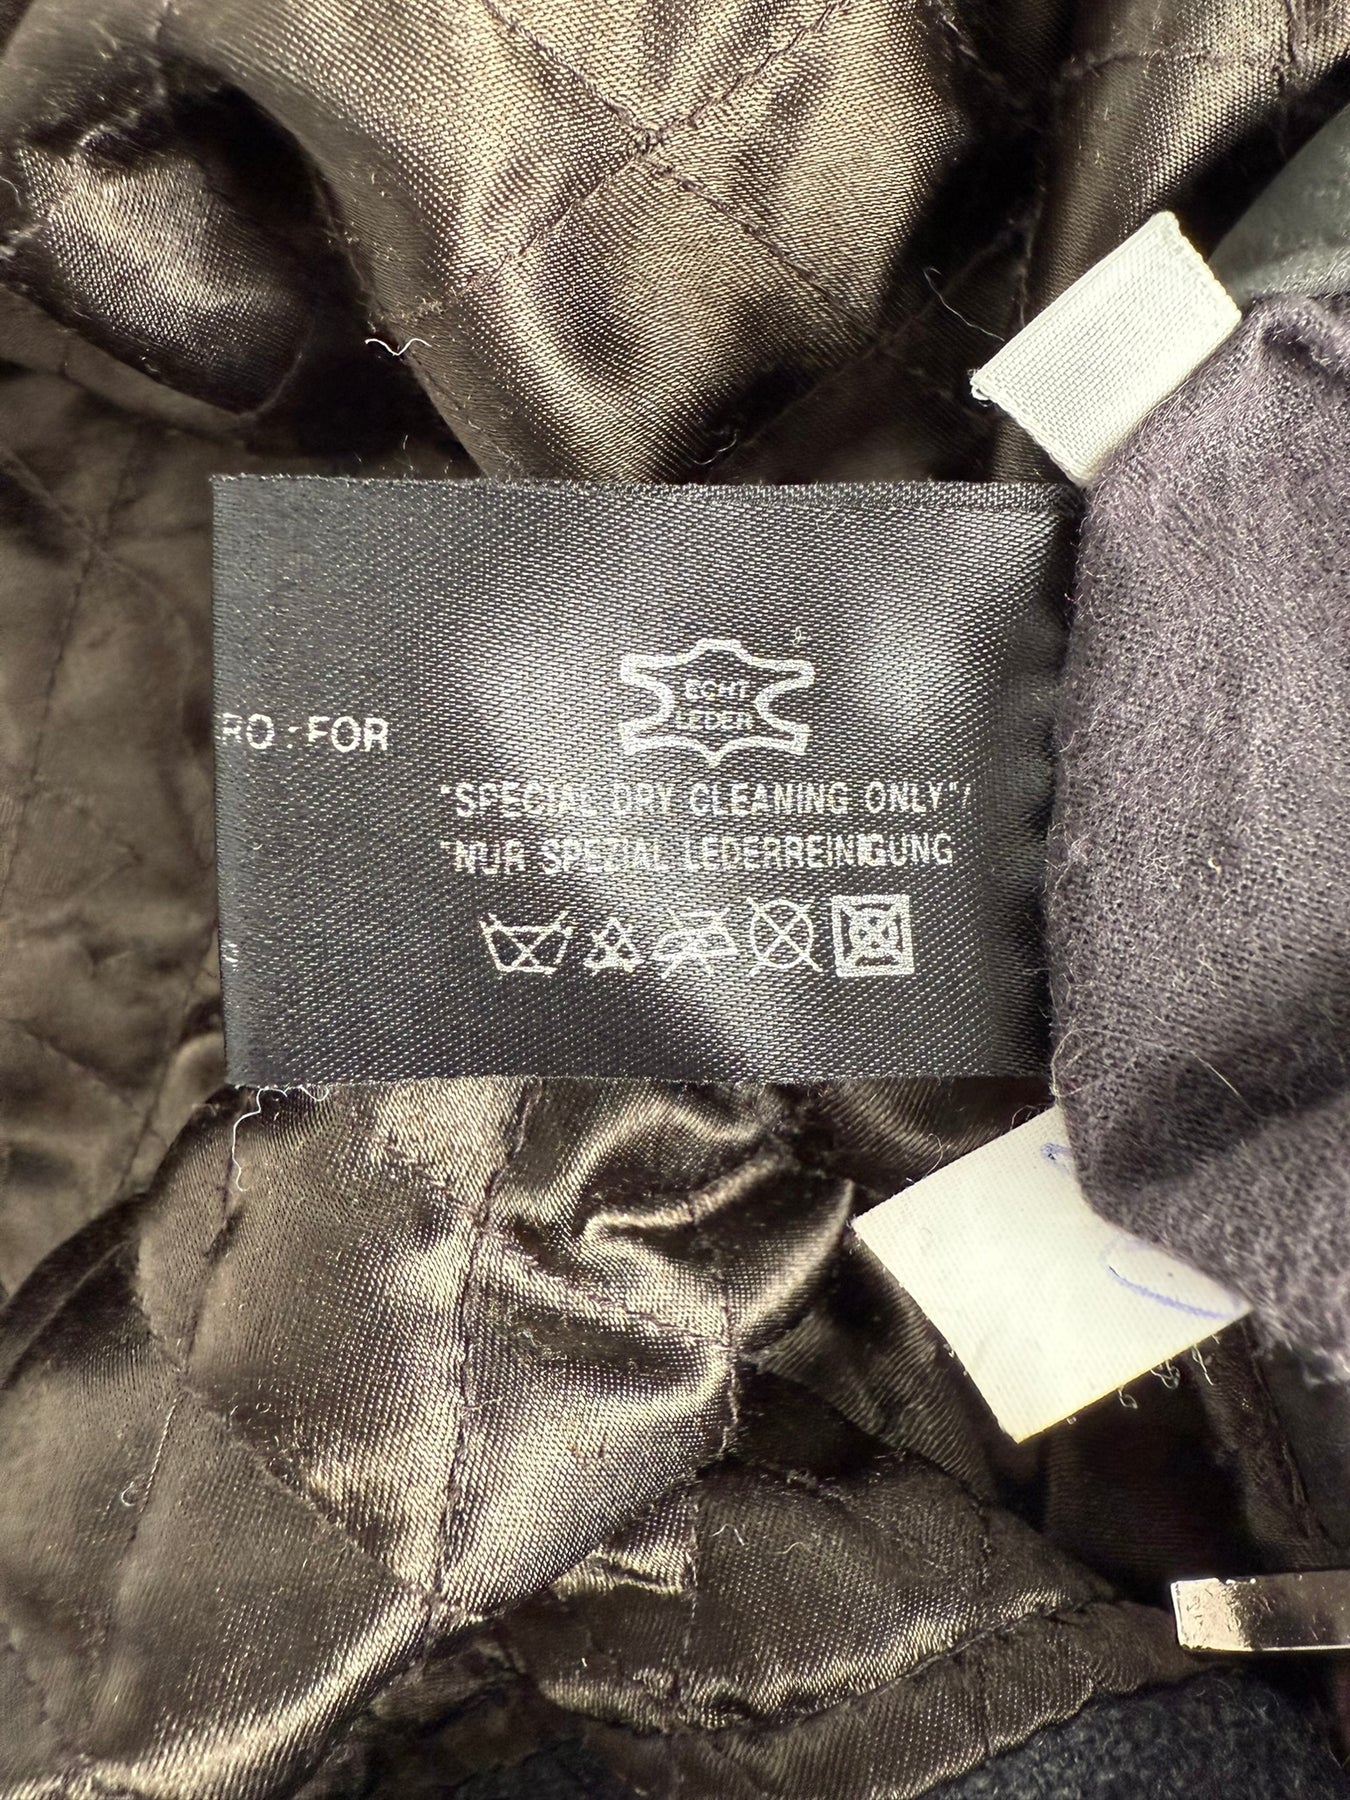 ECHT
LEDER
RO : FOR
"SPECIAL DRY CLEANING ONLY"/
"NUR SPEZIAL LEDERREINIGUNG